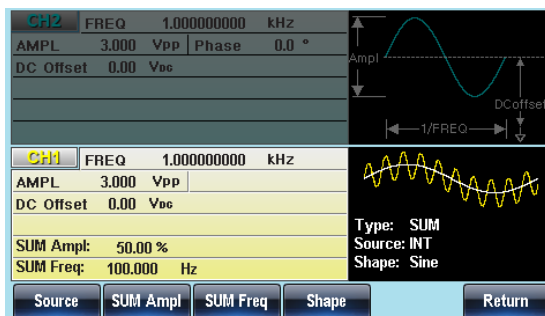 CH2 FREQ 1.000000000 kHz
AMPL 3.000 Vpp Phase 0.0 °
DC Offset 0.00 VDC
Ampl
DCoffset
1/FREQ
CH1 FREQ 1.000000000 kHz
AMPL 3.000 Vpp
DC Offset 0.00 VDC
SUM Ampl: 50.00 %
SUM Freq: 100.000 Hz
Type: SUM
Source: INT
Shape: Sine
Source SUM Ampl SUM Freq Shape Return